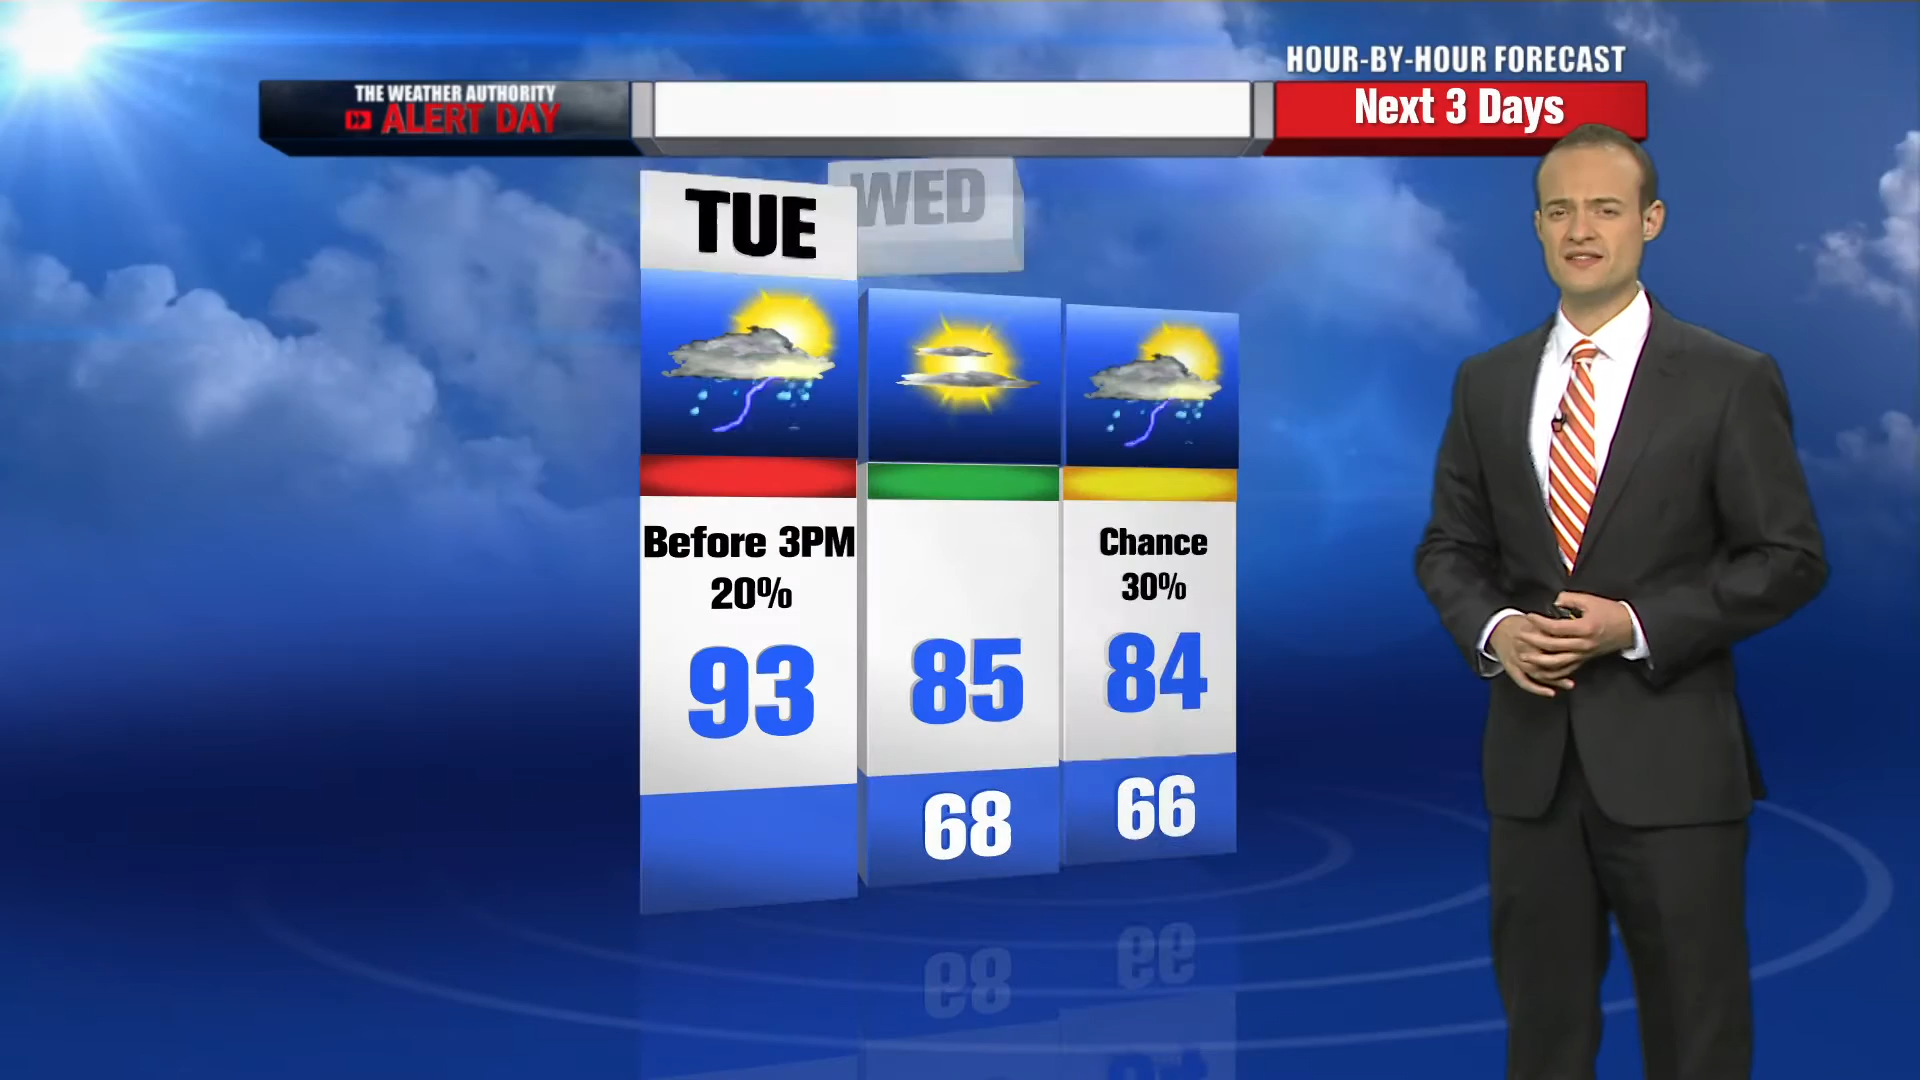 HOUR-BY-HOUR FORECAST
THE WEATHER AUTHORITY
ALERT DAY
Next 3 Days
TUE
WED
Before 3PM
20%
93
85
68
Chance
30%
84
66